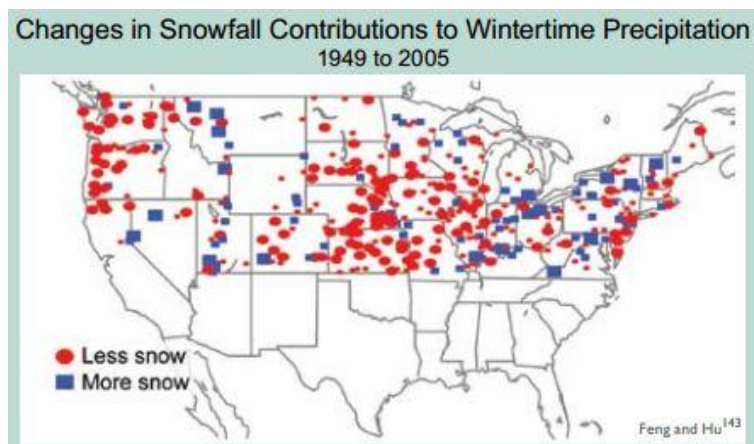 Changes in Snowfall Contributions to Wintertime Precipitation
1949 to 2005
Less snow
More snow
Feng and Hu143